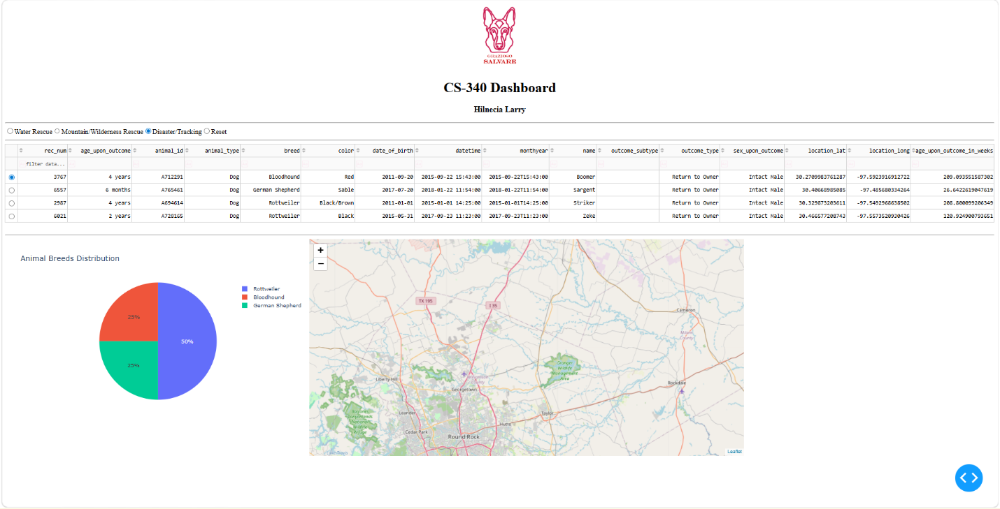 GRAZIOSO
SALVARE
CS-340 Dashboard
Hilnecia Larry
Water Rescue Mountain/Wilderness Rescue Disaster/Tracking Reset
rec_num age_upon_outcome animal_id animal_type breed color date_of_birth datetime monthyear name outcome_subtype outcome_type sex_upon_outcome location_lat location_long age_upon_outcome_in_weeks
filter data...
3767 4 years A712291 Dog Bloodhound Red 2011-09-20 2015-09-22 15:43:00 2015-09-22T15:43:00 Boomer Return to Owner Intact Male 30.2709983761287 -97.5923916912722 209.093551587302
6557 6 months A765461 Dog German Shepherd Sable 2017-07-20 2018-01-22 11:54:00 2018-01-22T11:54:00 Sargent Return to Owner Intact Male 30.40668985085 -97.485680334264 26.6422619047619
2987 4 years A694614 Dog Rottweiler Black/Brown 2011-01-01 2015-01-01 14:25:00 2015-01-01T14:25:00 Striker Return to Owner Intact Male 30.329873203611 -97.5492968638502 208.800099206349
6021 2 years A728165 Dog Rottweiler Black 2015-05-31 2017-09-23 11:23:00 2017-09-23T11:23:00 Zeke Return to Owner Intact Male 30.466577208743 -97.5573520930426 120.924900793651
Animal Breeds Distribution
Rottweiler
Bloodhound
German Shepherd
25%
50%
25%
+
−
TX 195
I 35
Cameron
Milam
County
Granger
Wildlife
Management
Area
Liberty Hill
Williamson
County
Georgetown
Rockdale
Leander
Taylor
Balcones
Canyonlands
National
Wildlife
Refuge
Hutto
Cedar Park
Round Rock
Lake Travis
Leaflet